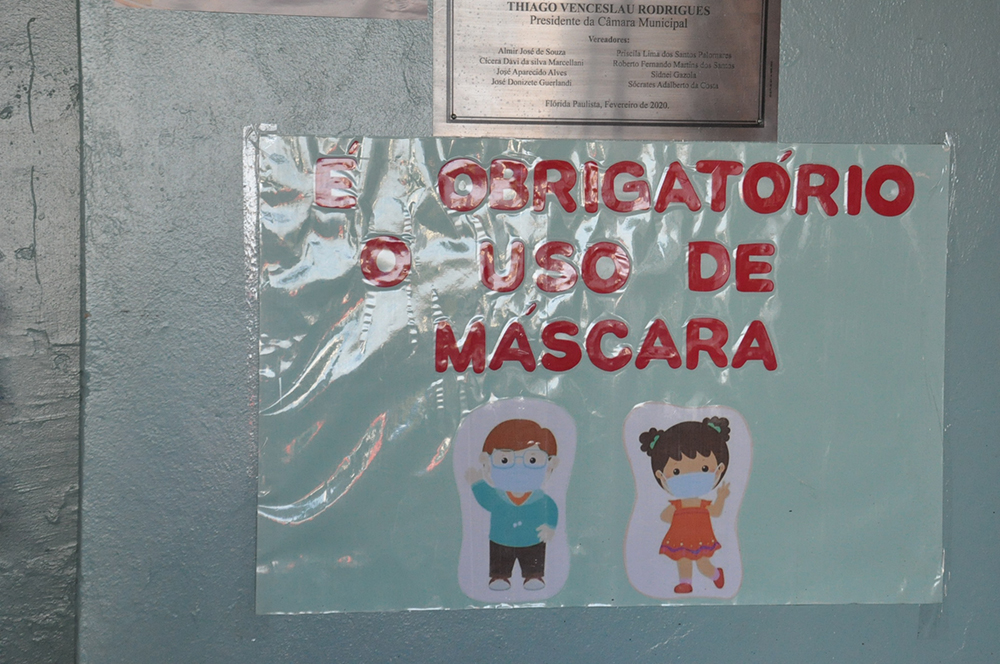 THIAGO VENCESLAU RODRIGUES
Presidente da Câmara Municipal
Vereadores:
Almir José de Souza
Cícera Davi da silva Marcellani
José Aparecido Alves
José Donizete Guerlandi
Priscila Lima dos Santos Palomares
Roberto Fernando Martins dos Santos
Sidnei Gazola
Sócrates Adalberto da Costa
Flórida Paulista, Fevereiro de 2020.
É OBRIGATÓRIO
O USO DE
MÁSCARA